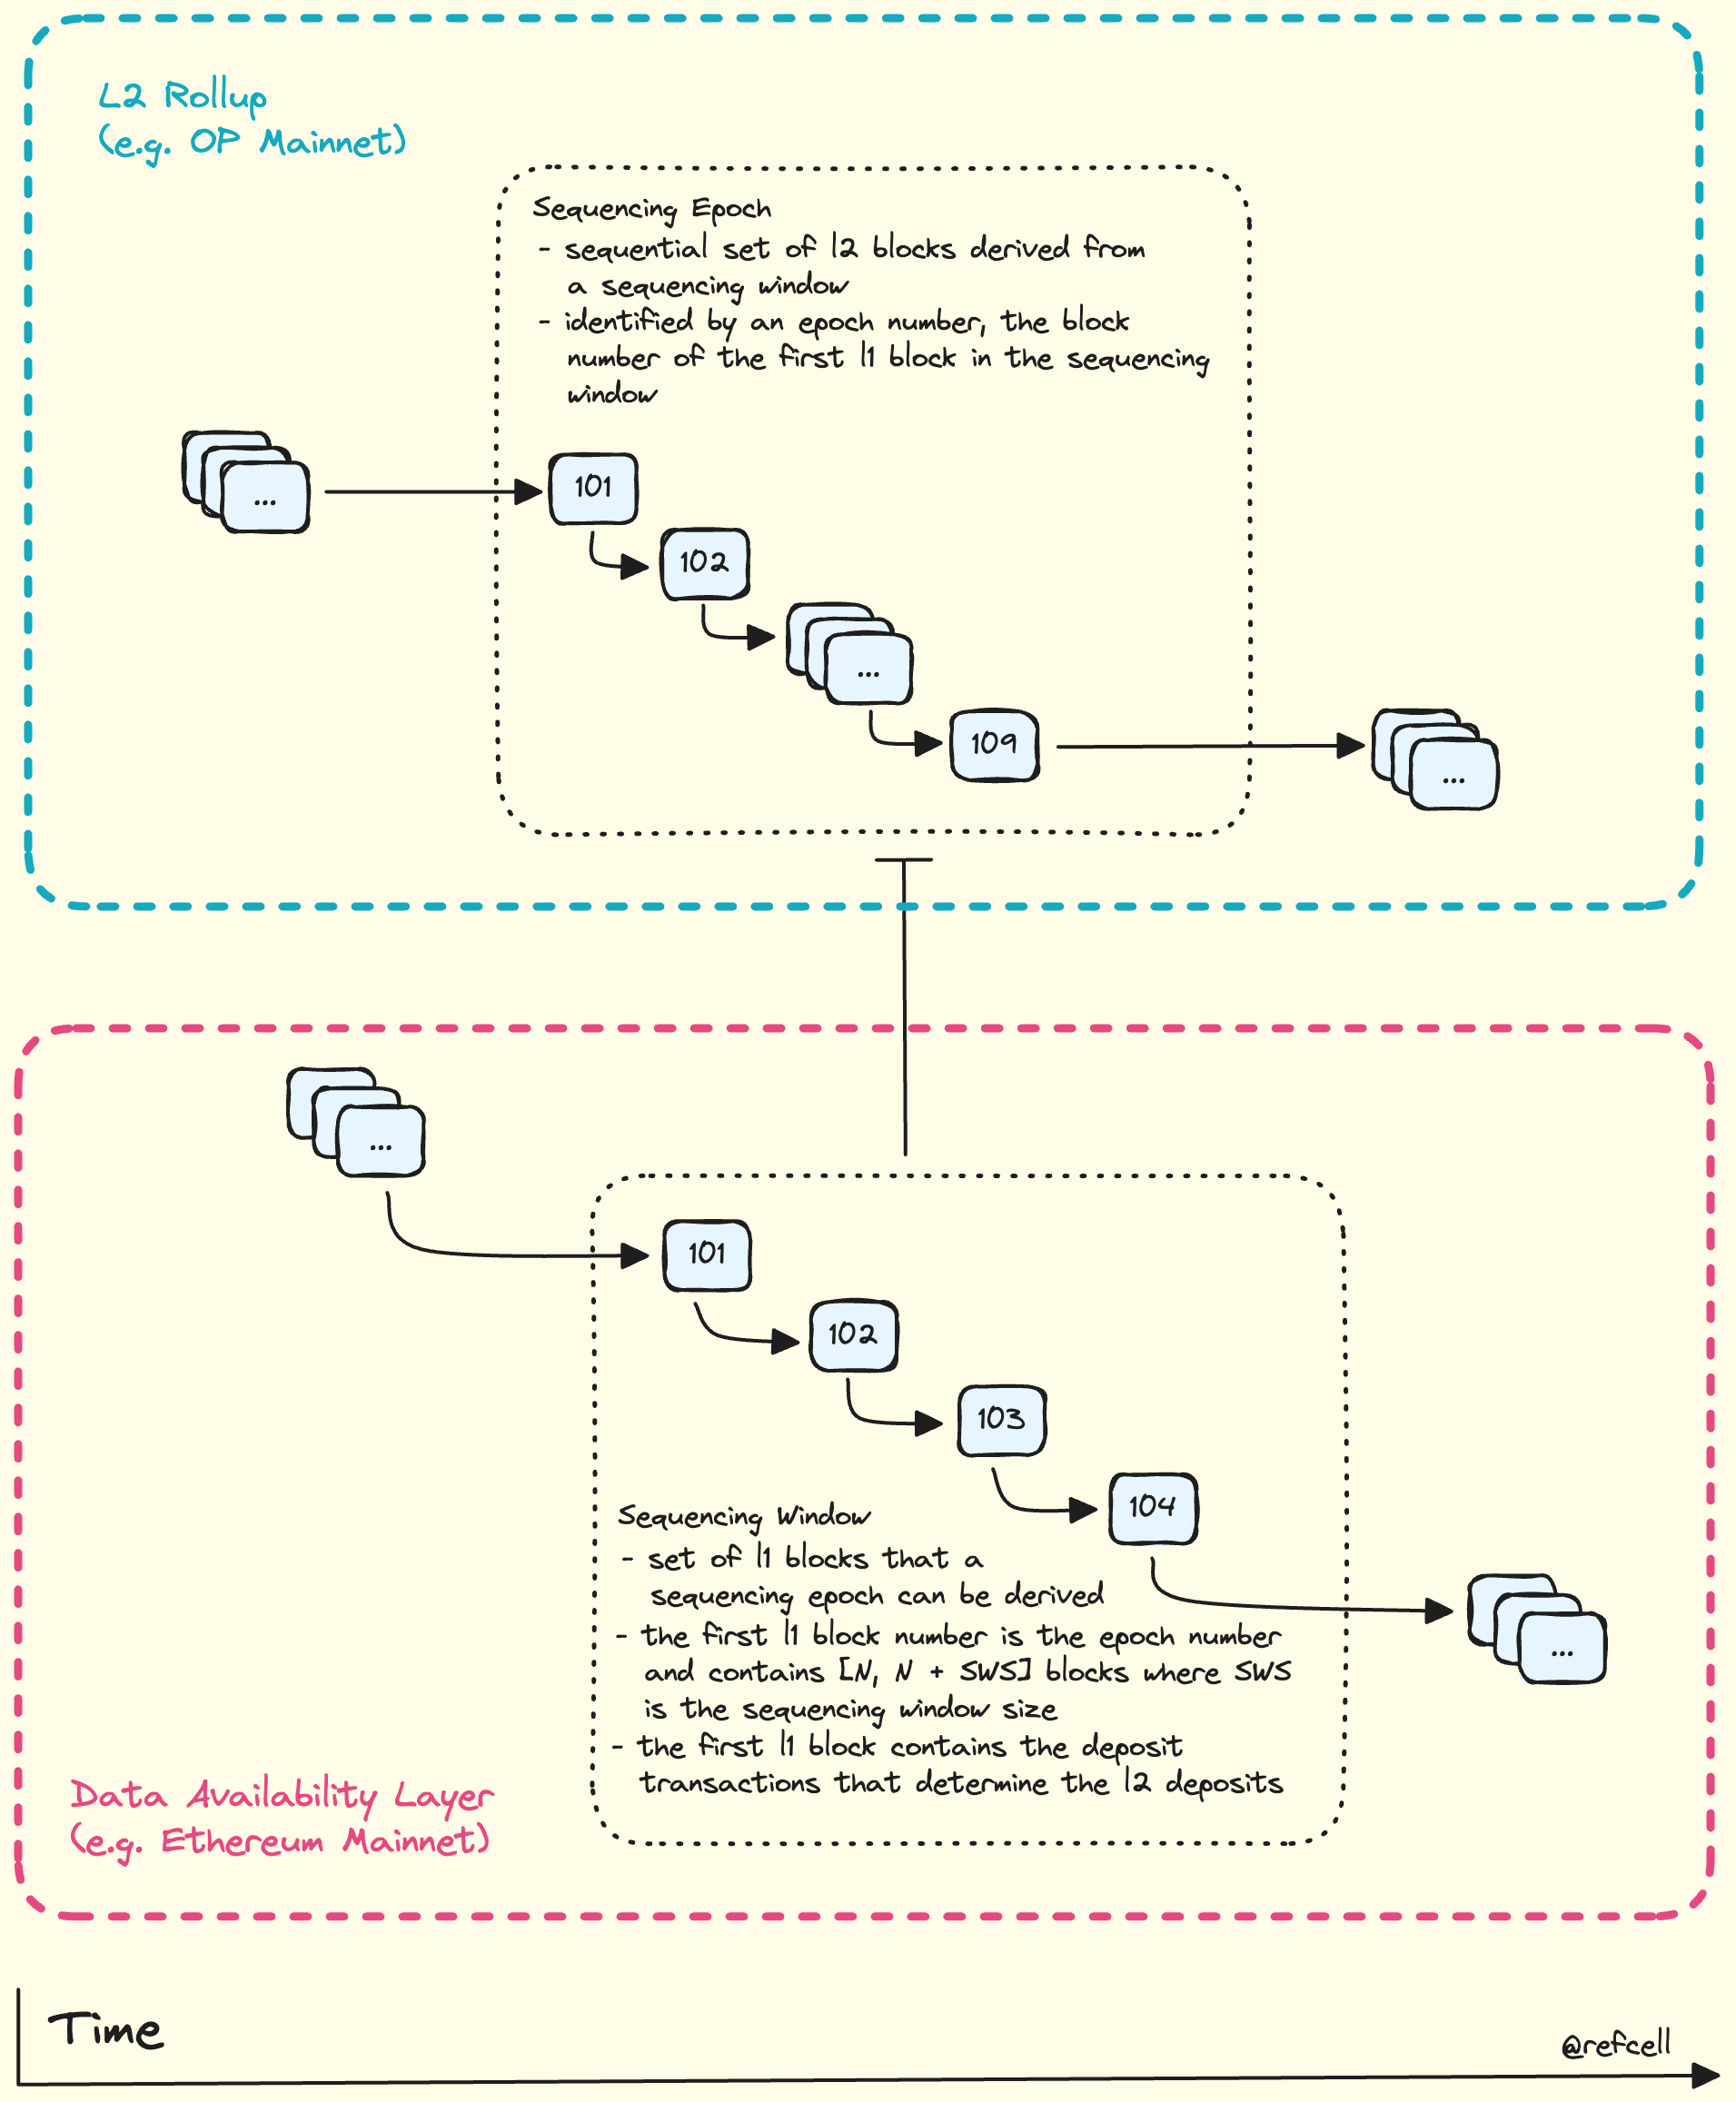 L2 Rollup
(e.g. OP Mainnet)
Sequencing Epoch
- sequential set of l2 blocks derived from
a sequencing window
- identified by an epoch number, the block
number of the first l1 block in the sequencing
window
...
101
102
...
109
...
...
101
102
103
104
...
Sequencing Window
- set of l1 blocks that a
sequencing epoch can be derived
- the first l1 block number is the epoch number
and contains [N, N + SWS] blocks where SWS
is the sequencing window size
- the first l1 block contains the deposit
transactions that determine the l2 deposits
Data Availability Layer
(e.g. Ethereum Mainnet)
Time
@refcell